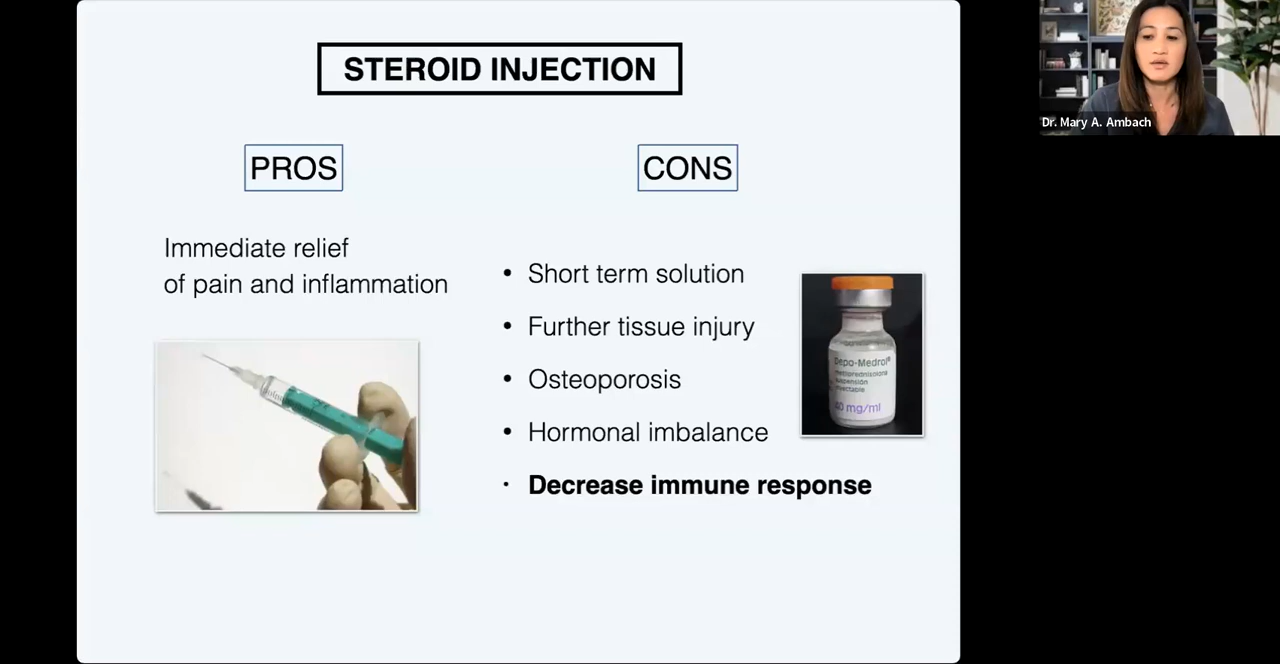 STEROID INJECTION
PROS
CONS
Immediate relief
of pain and inflammation
• Short term solution
• Further tissue injury
• Osteoporosis
• Hormonal imbalance
• Decrease immune response
Depo-Medrol®
40 mg/ml
Dr. Mary A. Ambach